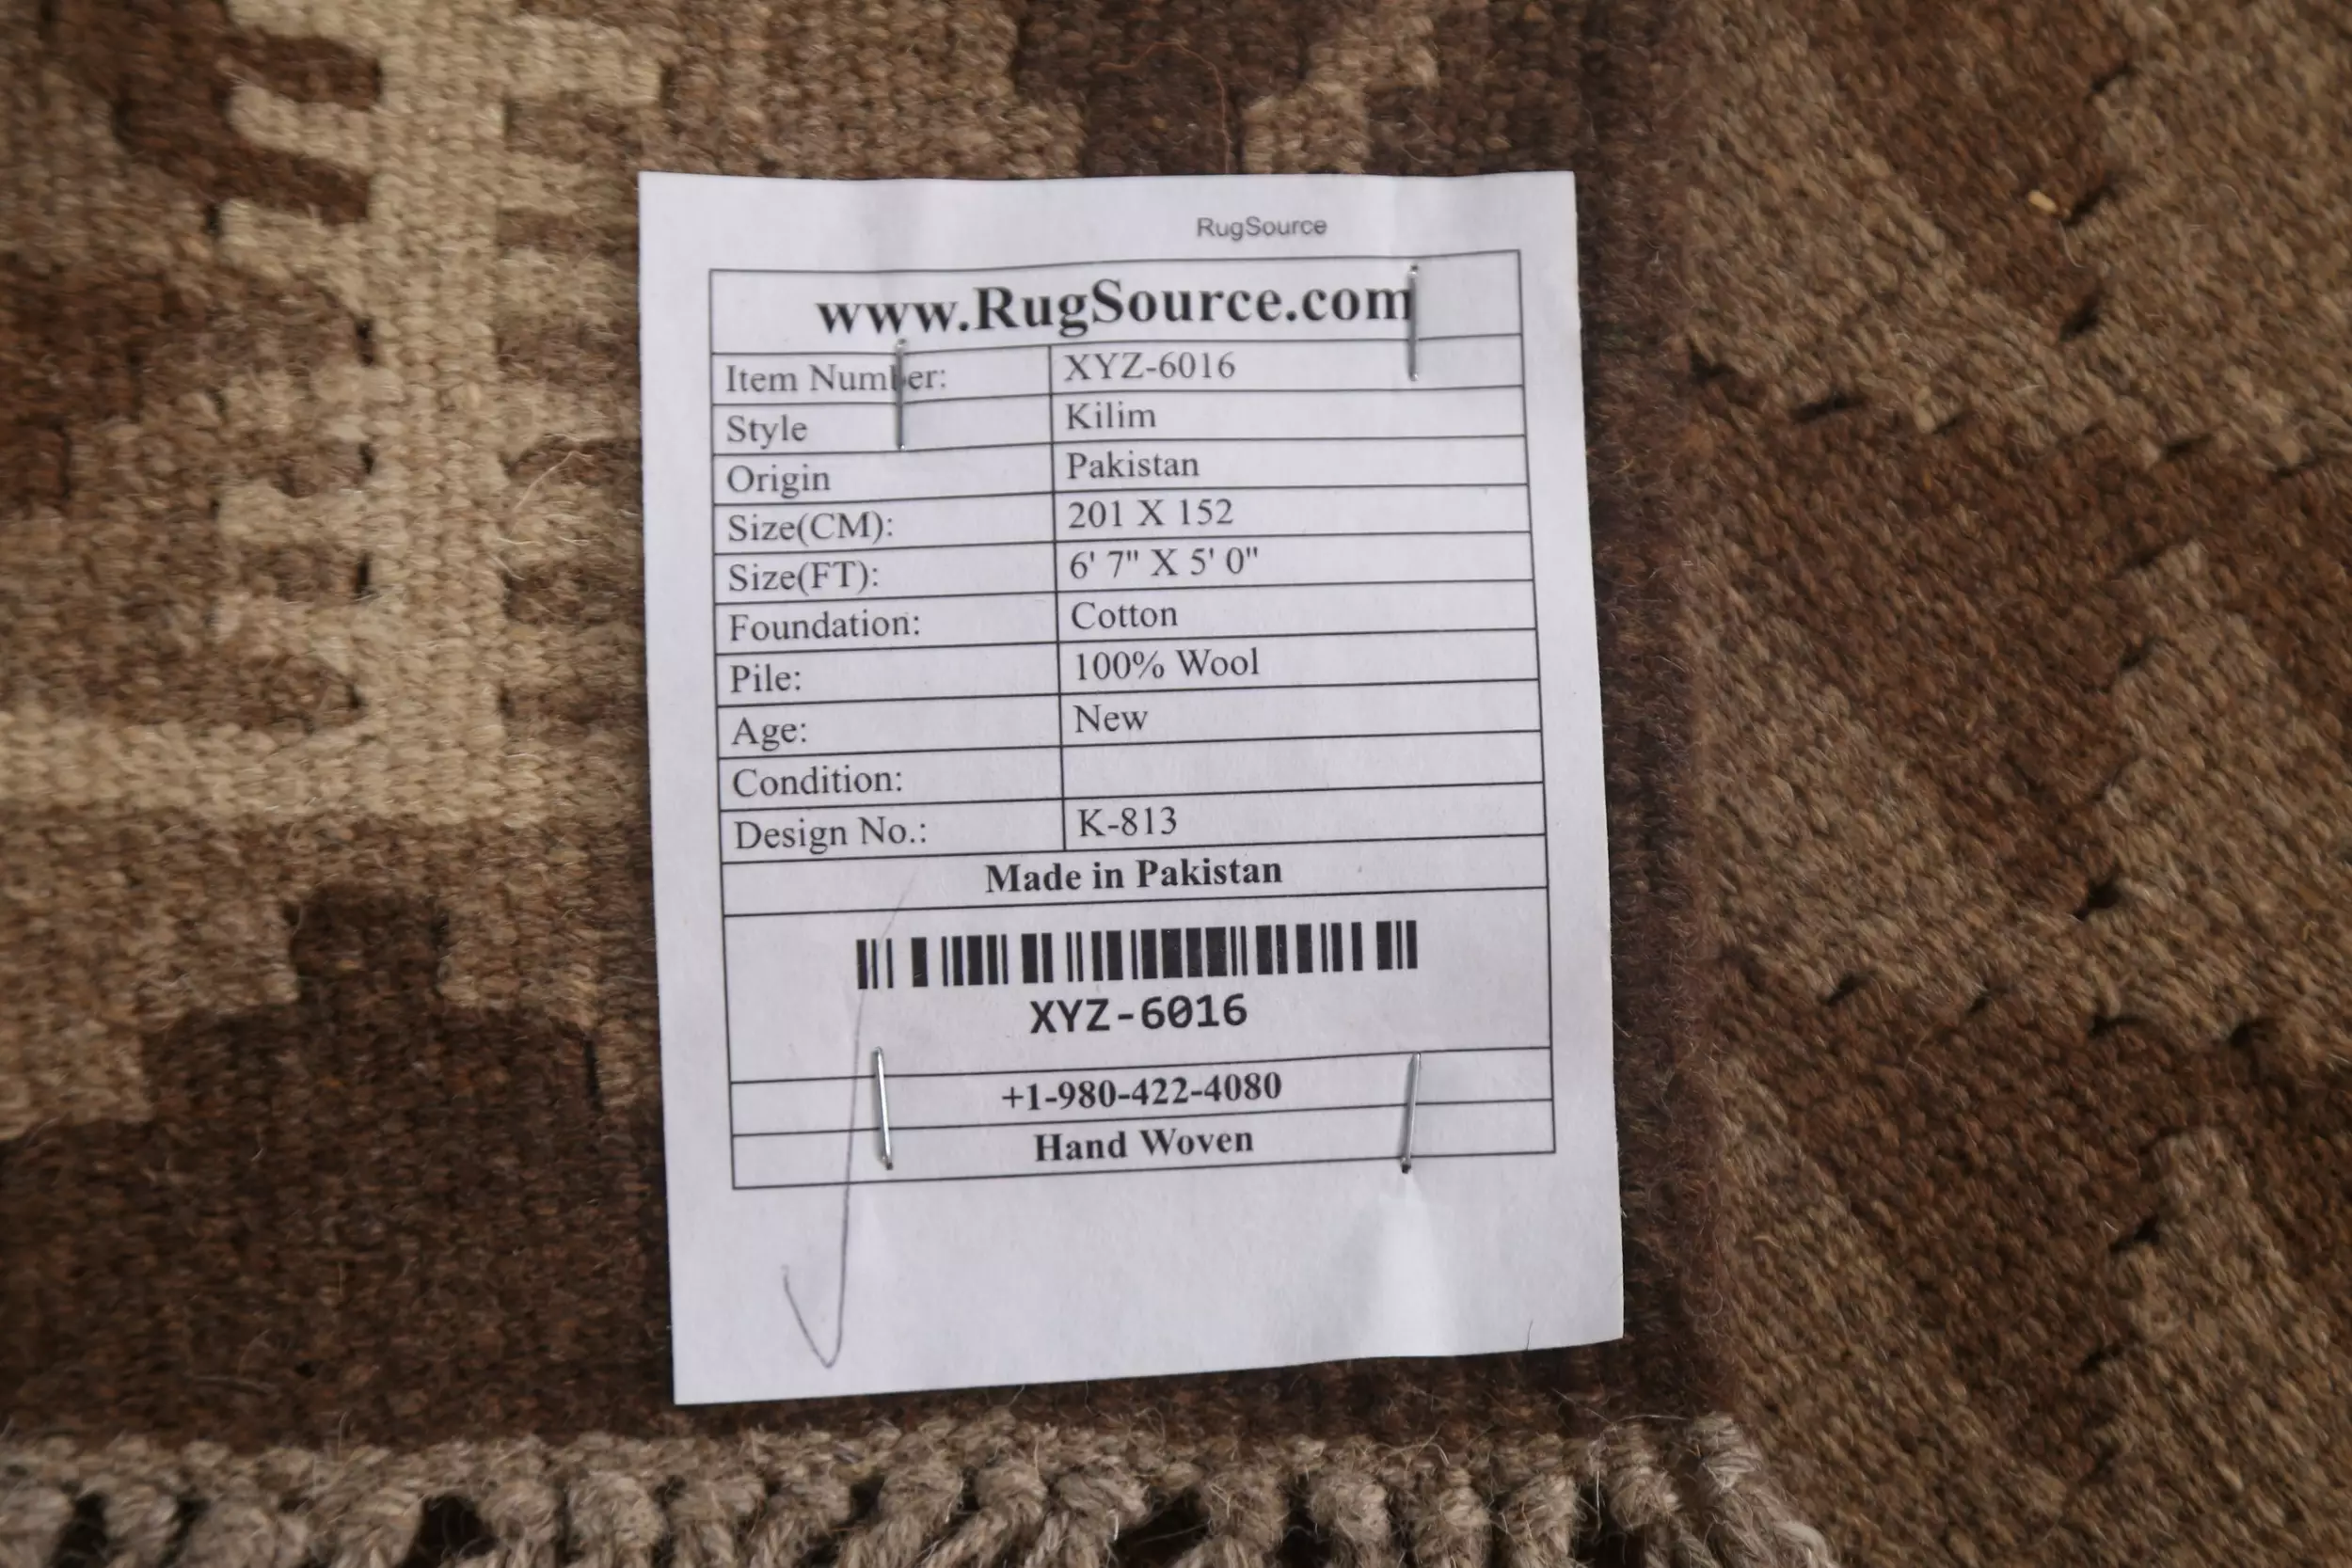 RugSource
www.RugSource.com
Item Number: XYZ-6016
Style Kilim
Origin Pakistan
Size(CM): 201 X 152
Size(FT): 6' 7" X 5' 0"
Foundation: Cotton
Pile: 100% Wool
Age: New
Condition:
Design No.: K-813
Made in Pakistan
XYZ-6016
+1-980-422-4080
Hand Woven